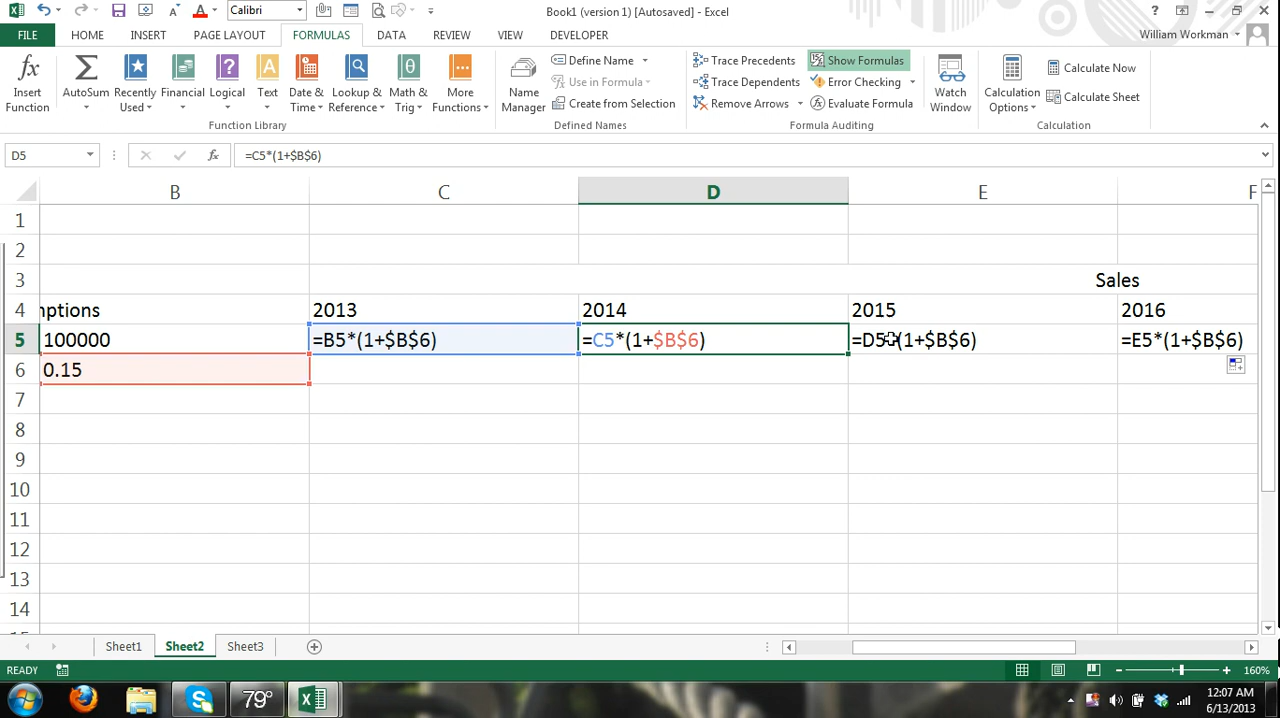 Calibri
Book1 (version 1) [Autosaved] - Excel
?
FILE HOME INSERT PAGE LAYOUT FORMULAS DATA REVIEW VIEW DEVELOPER
William Workman
fx Σ ? A θ
Insert Function
AutoSum
Recently Used
Financial
Logical
Text
Date & Time
Lookup & Reference
Math & Trig
More Functions
Function Library
Name Manager
Define Name
Use in Formula
Create from Selection
Defined Names
Trace Precedents
Trace Dependents
Remove Arrows
Show Formulas
Error Checking
Evaluate Formula
Formula Auditing
Watch Window
Calculation Options
Calculate Now
Calculate Sheet
Calculation
D5 fx =C5*(1+$B$6)
B C D E F
1
2
3 Sales
4 nptions 2013 2014 2015 2016
5 100000 =B5*(1+$B$6) =C5*(1+$B$6) =D5*(1+$B$6) =E5*(1+$B$6)
6 0.15
7
8
9
10
11
12
13
14
Sheet1 Sheet2 Sheet3
READY 160%
79° 12:07 AM
6/13/2013